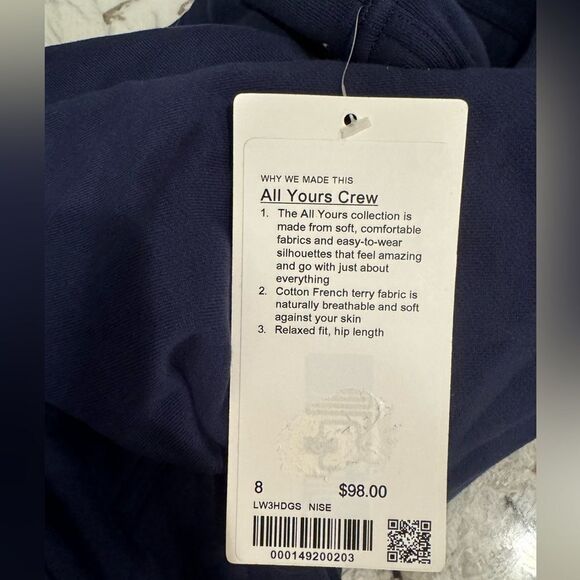 WHY WE MADE THIS
All Yours Crew
1. The All Yours collection is
made from soft, comfortable
fabrics and easy-to-wear
silhouettes that feel amazing
and go with just about
everything
2. Cotton French terry fabric is
naturally breathable and soft
against your skin
3. Relaxed fit, hip length
8 $98.00
LW3HDGS NISE
000149200203